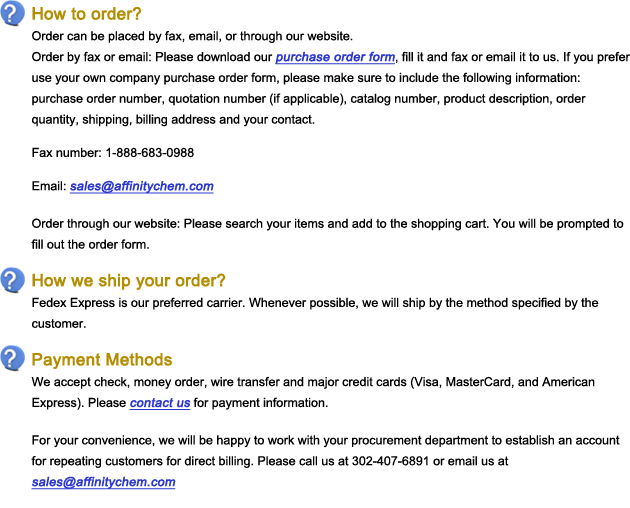 How to order?
Order can be placed by fax, email, or through our website.
Order by fax or email: Please download our purchase order form, fill it and fax or email it to us. If you prefer
use your own company purchase order form, please make sure to include the following information:
purchase order number, quotation number (if applicable), catalog number, product description, order
quantity, shipping, billing address and your contact.
Fax number: 1-888-683-0988
Email: sales@affinitychem.com
Order through our website: Please search your items and add to the shopping cart. You will be prompted to
fill out the order form.
How we ship your order?
Fedex Express is our preferred carrier. Whenever possible, we will ship by the method specified by the
customer.
Payment Methods
We accept check, money order, wire transfer and major credit cards (Visa, MasterCard, and American
Express). Please contact us for payment information.
For your convenience, we will be happy to work with your procurement department to establish an account
for repeating customers for direct billing. Please call us at 302-407-6891 or email us at
sales@affinitychem.com